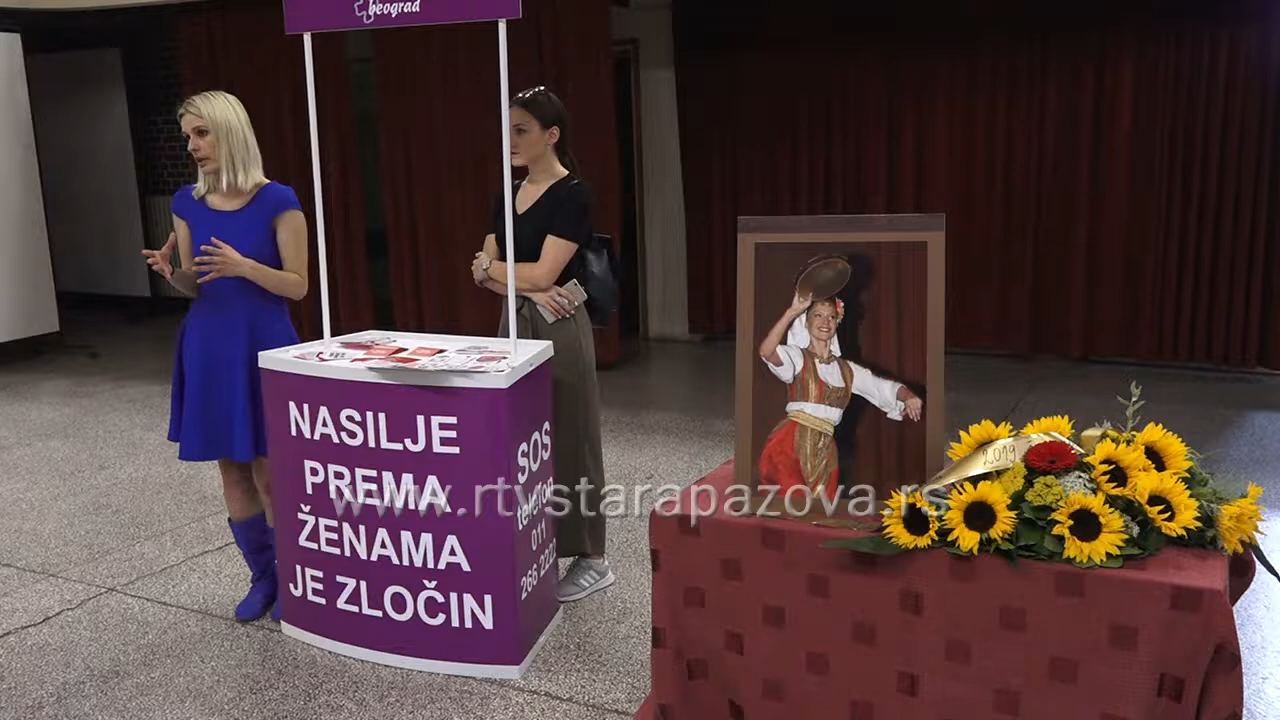 beograd
NASILJE
PREMA
ŽENAMA
JE ZLOČIN
SOS
telefon
011
266 2222
2019
www.rtvstarapazova.rs